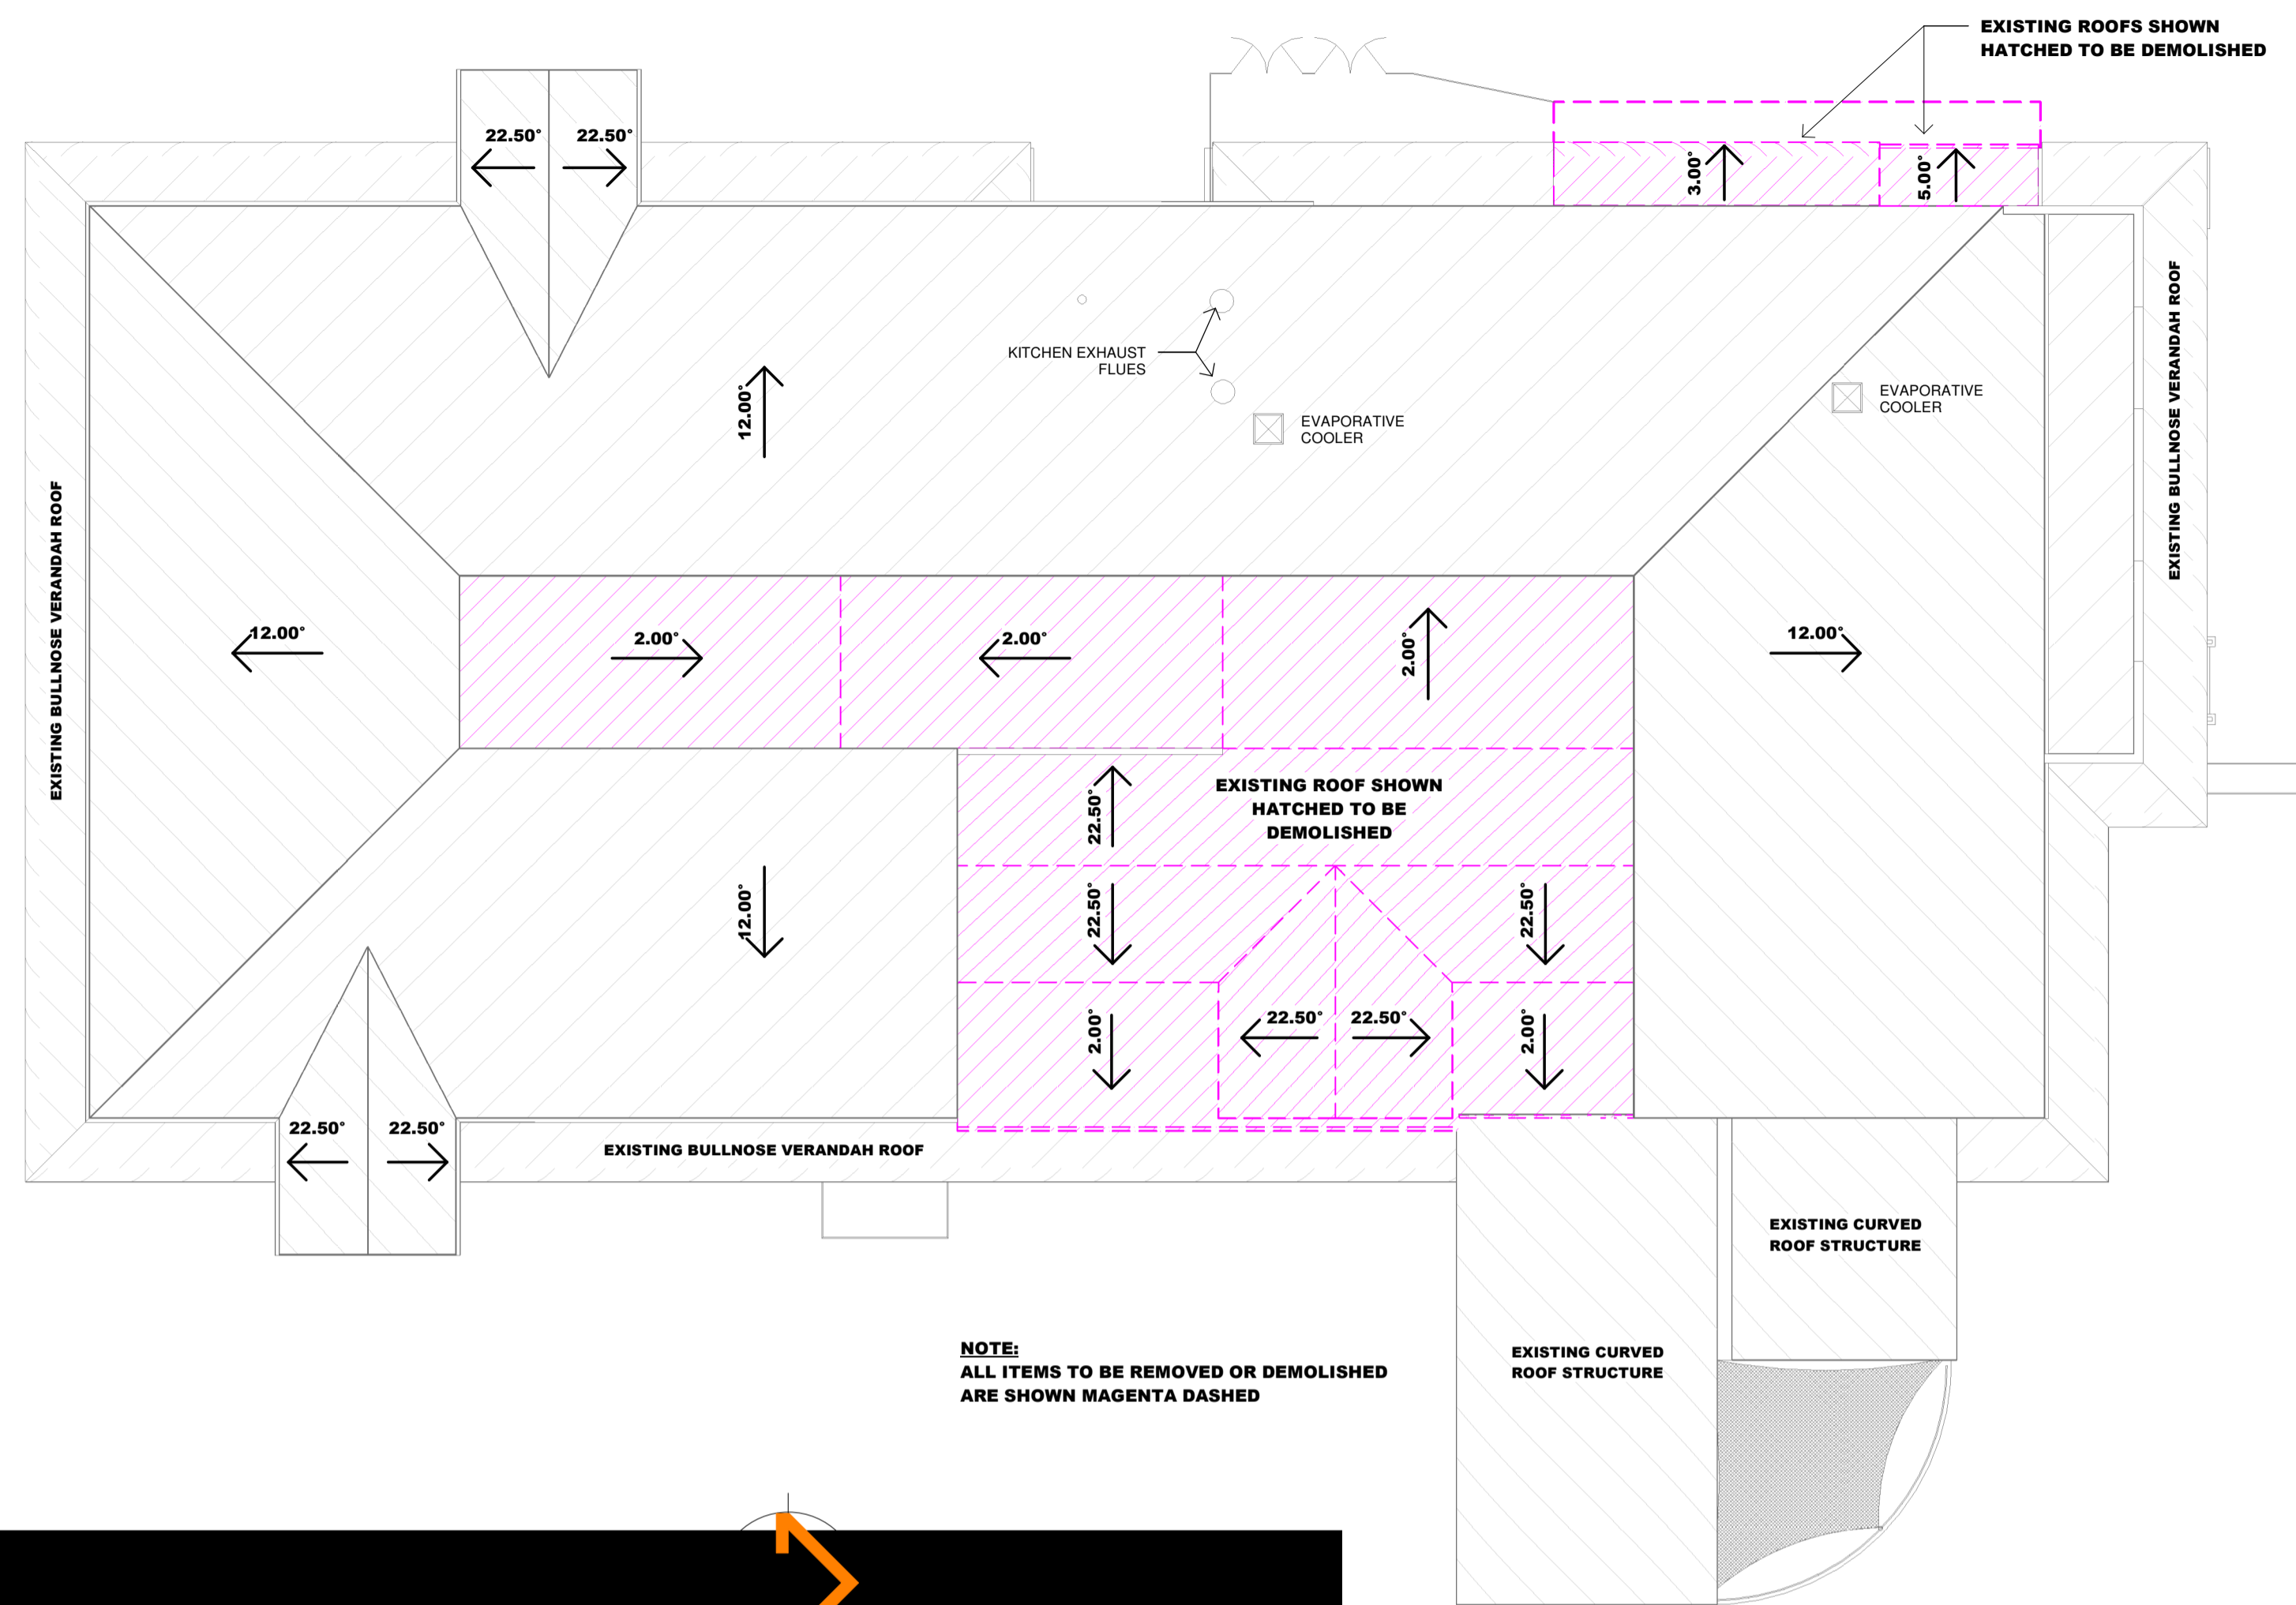 EXISTING ROOFS SHOWN
HATCHED TO BE DEMOLISHED
22.50°
22.50°
3.00°
5.00°
EXISTING BULLNOSE VERANDAH ROOF
KITCHEN EXHAUST
FLUES
12.00°
EVAPORATIVE
COOLER
EVAPORATIVE
COOLER
EXISTING BULLNOSE VERANDAH ROOF
12.00°
2.00°
2.00°
2.00°
12.00°
22.50°
EXISTING ROOF SHOWN
HATCHED TO BE
DEMOLISHED
12.00°
22.50°
22.50°
2.00°
22.50°
22.50°
2.00°
22.50°
22.50°
EXISTING BULLNOSE VERANDAH ROOF
EXISTING CURVED
ROOF STRUCTURE
EXISTING CURVED
ROOF STRUCTURE
NOTE:
ALL ITEMS TO BE REMOVED OR DEMOLISHED
ARE SHOWN MAGENTA DASHED